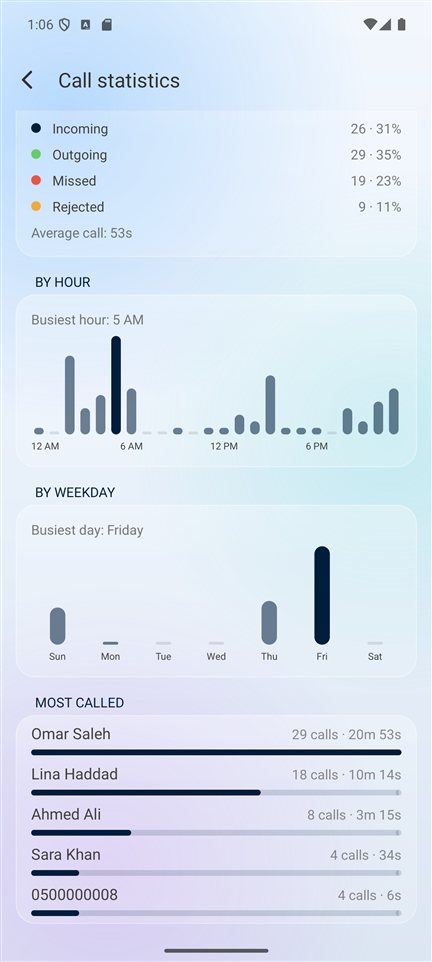 1:06
Call statistics
Incoming 26 · 31%
Outgoing 29 · 35%
Missed 19 · 23%
Rejected 9 · 11%
Average call: 53s
BY HOUR
Busiest hour: 5 AM
12 AM 6 AM 12 PM 6 PM
BY WEEKDAY
Busiest day: Friday
Sun Mon Tue Wed Thu Fri Sat
MOST CALLED
Omar Saleh 29 calls · 20m 53s
Lina Haddad 18 calls · 10m 14s
Ahmed Ali 8 calls · 3m 15s
Sara Khan 4 calls · 34s
0500000008 4 calls · 6s